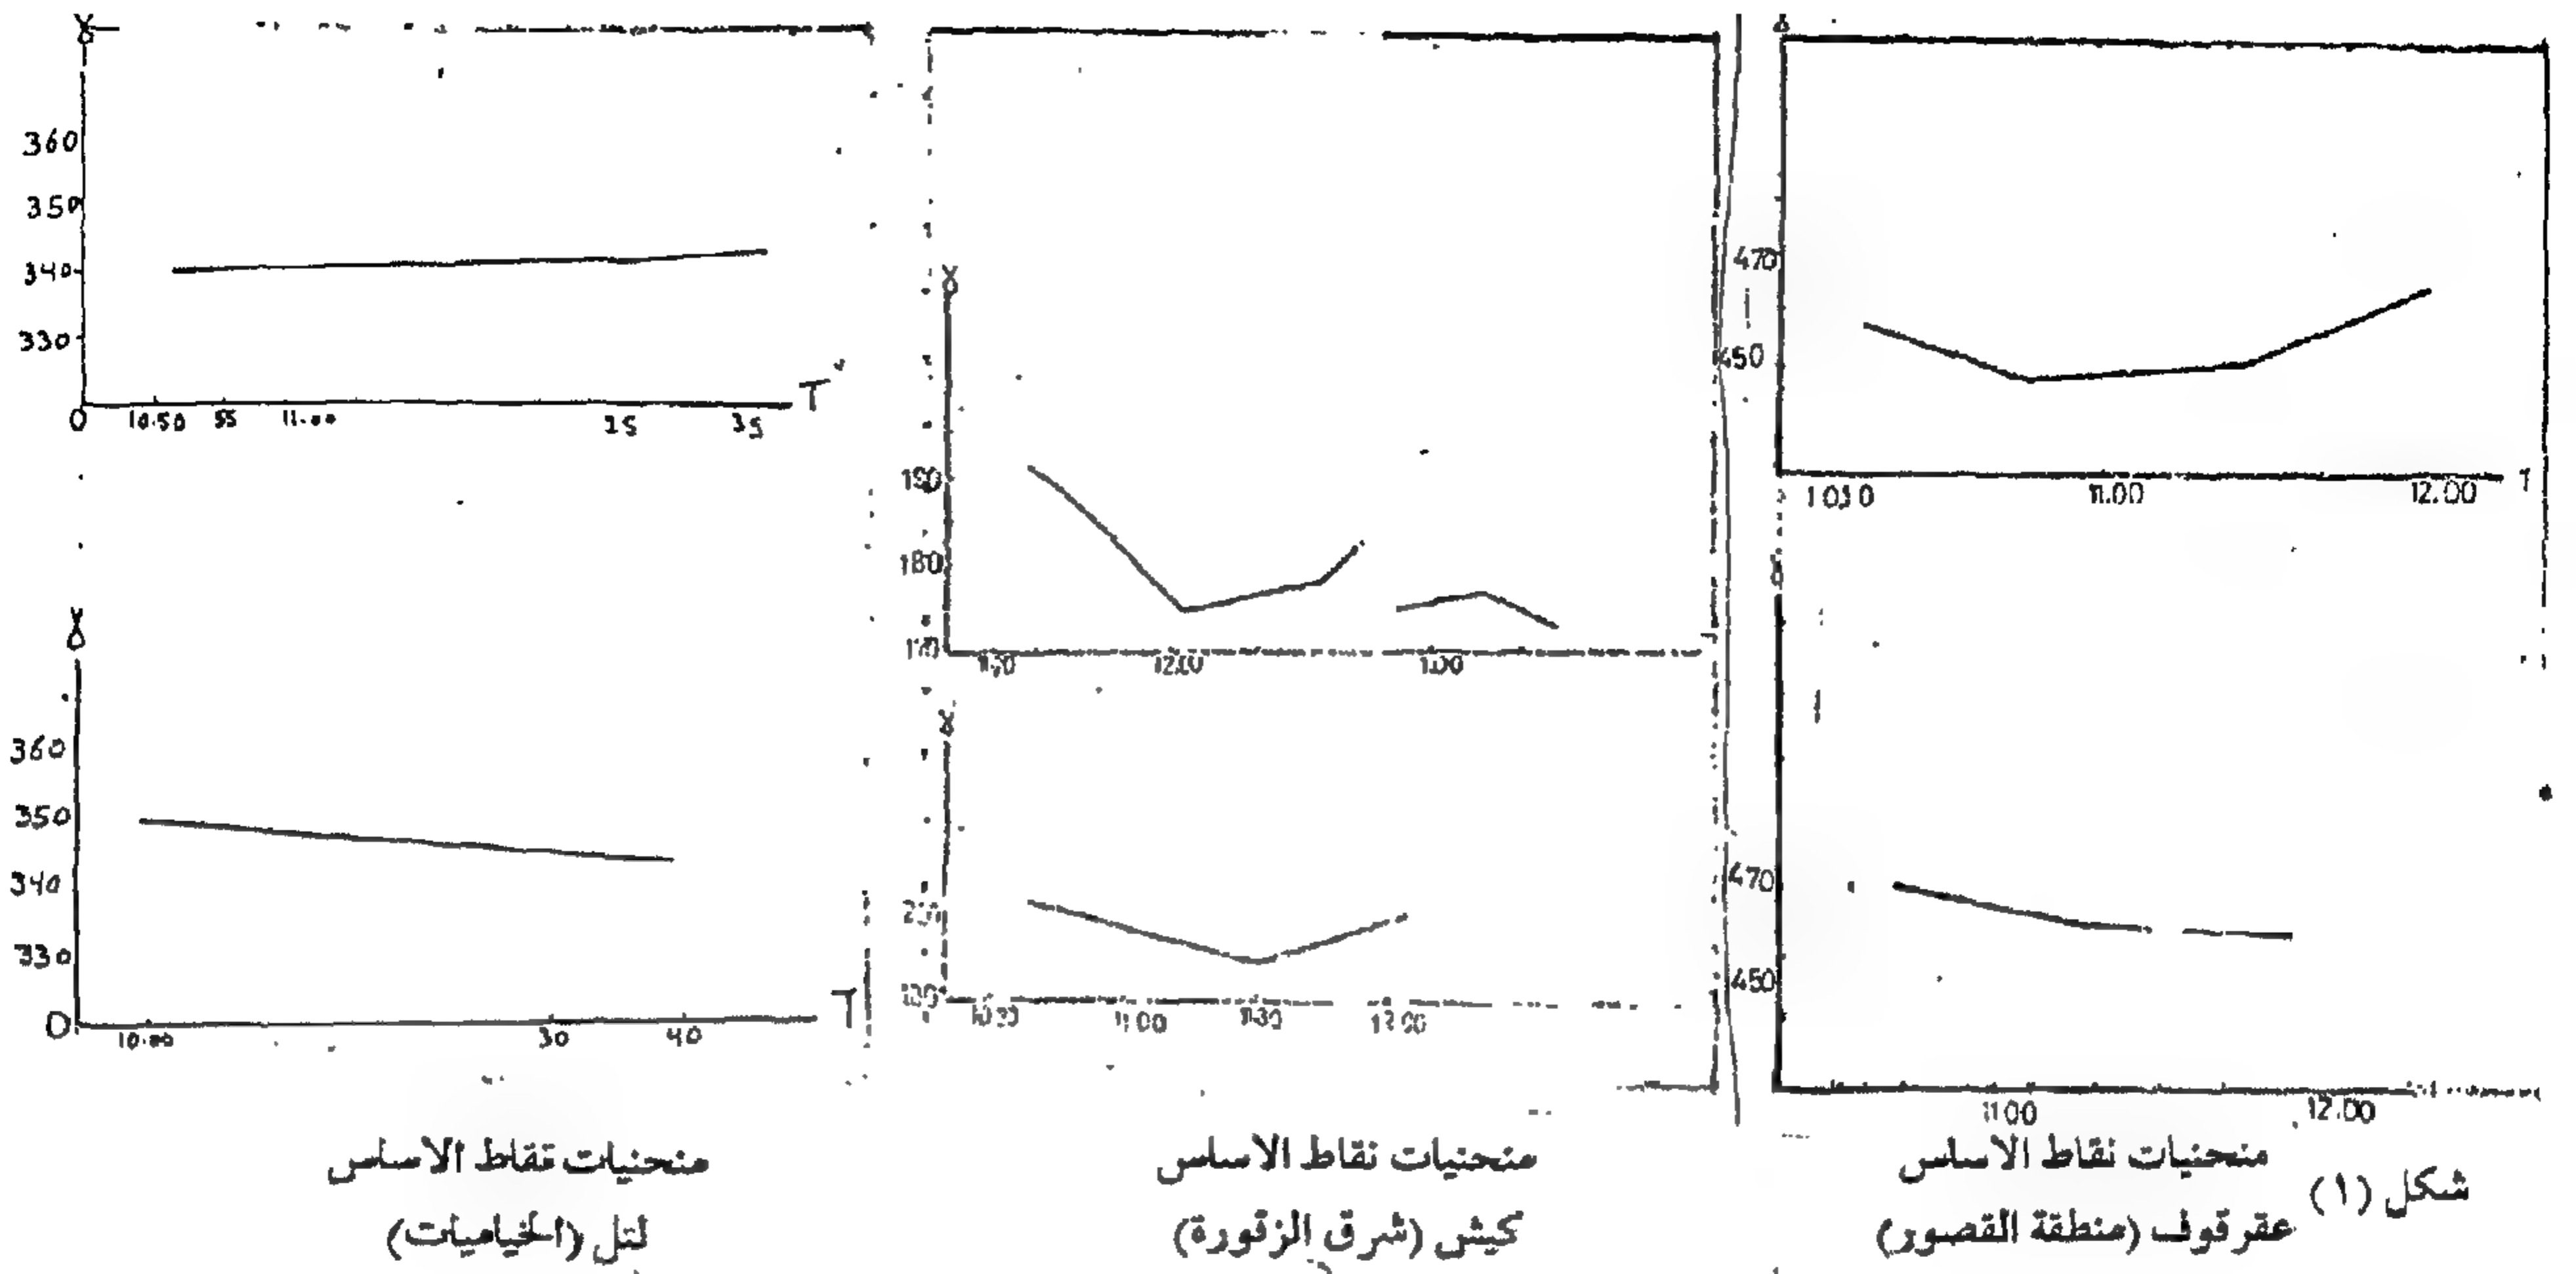 γ
360
350
340
330
0
10.50 55 11.00 25 35
T
γ
360
350
340
330
0
10.00 30 40
T
γ
190
180
170
12.00 1.00
γ
10.30 11.00 11.30 12.00
470
450
10.30 11.00 12.00
T
470
450
11.00 12.00
شكل (١)
منحنيات نقاط الاساس
عقرقوف (منطقة القصور)
منحنيات نقاط الاساس
كيش (شرق الزقورة)
منحنيات نقاط الاساس
لتل (الخياميات)